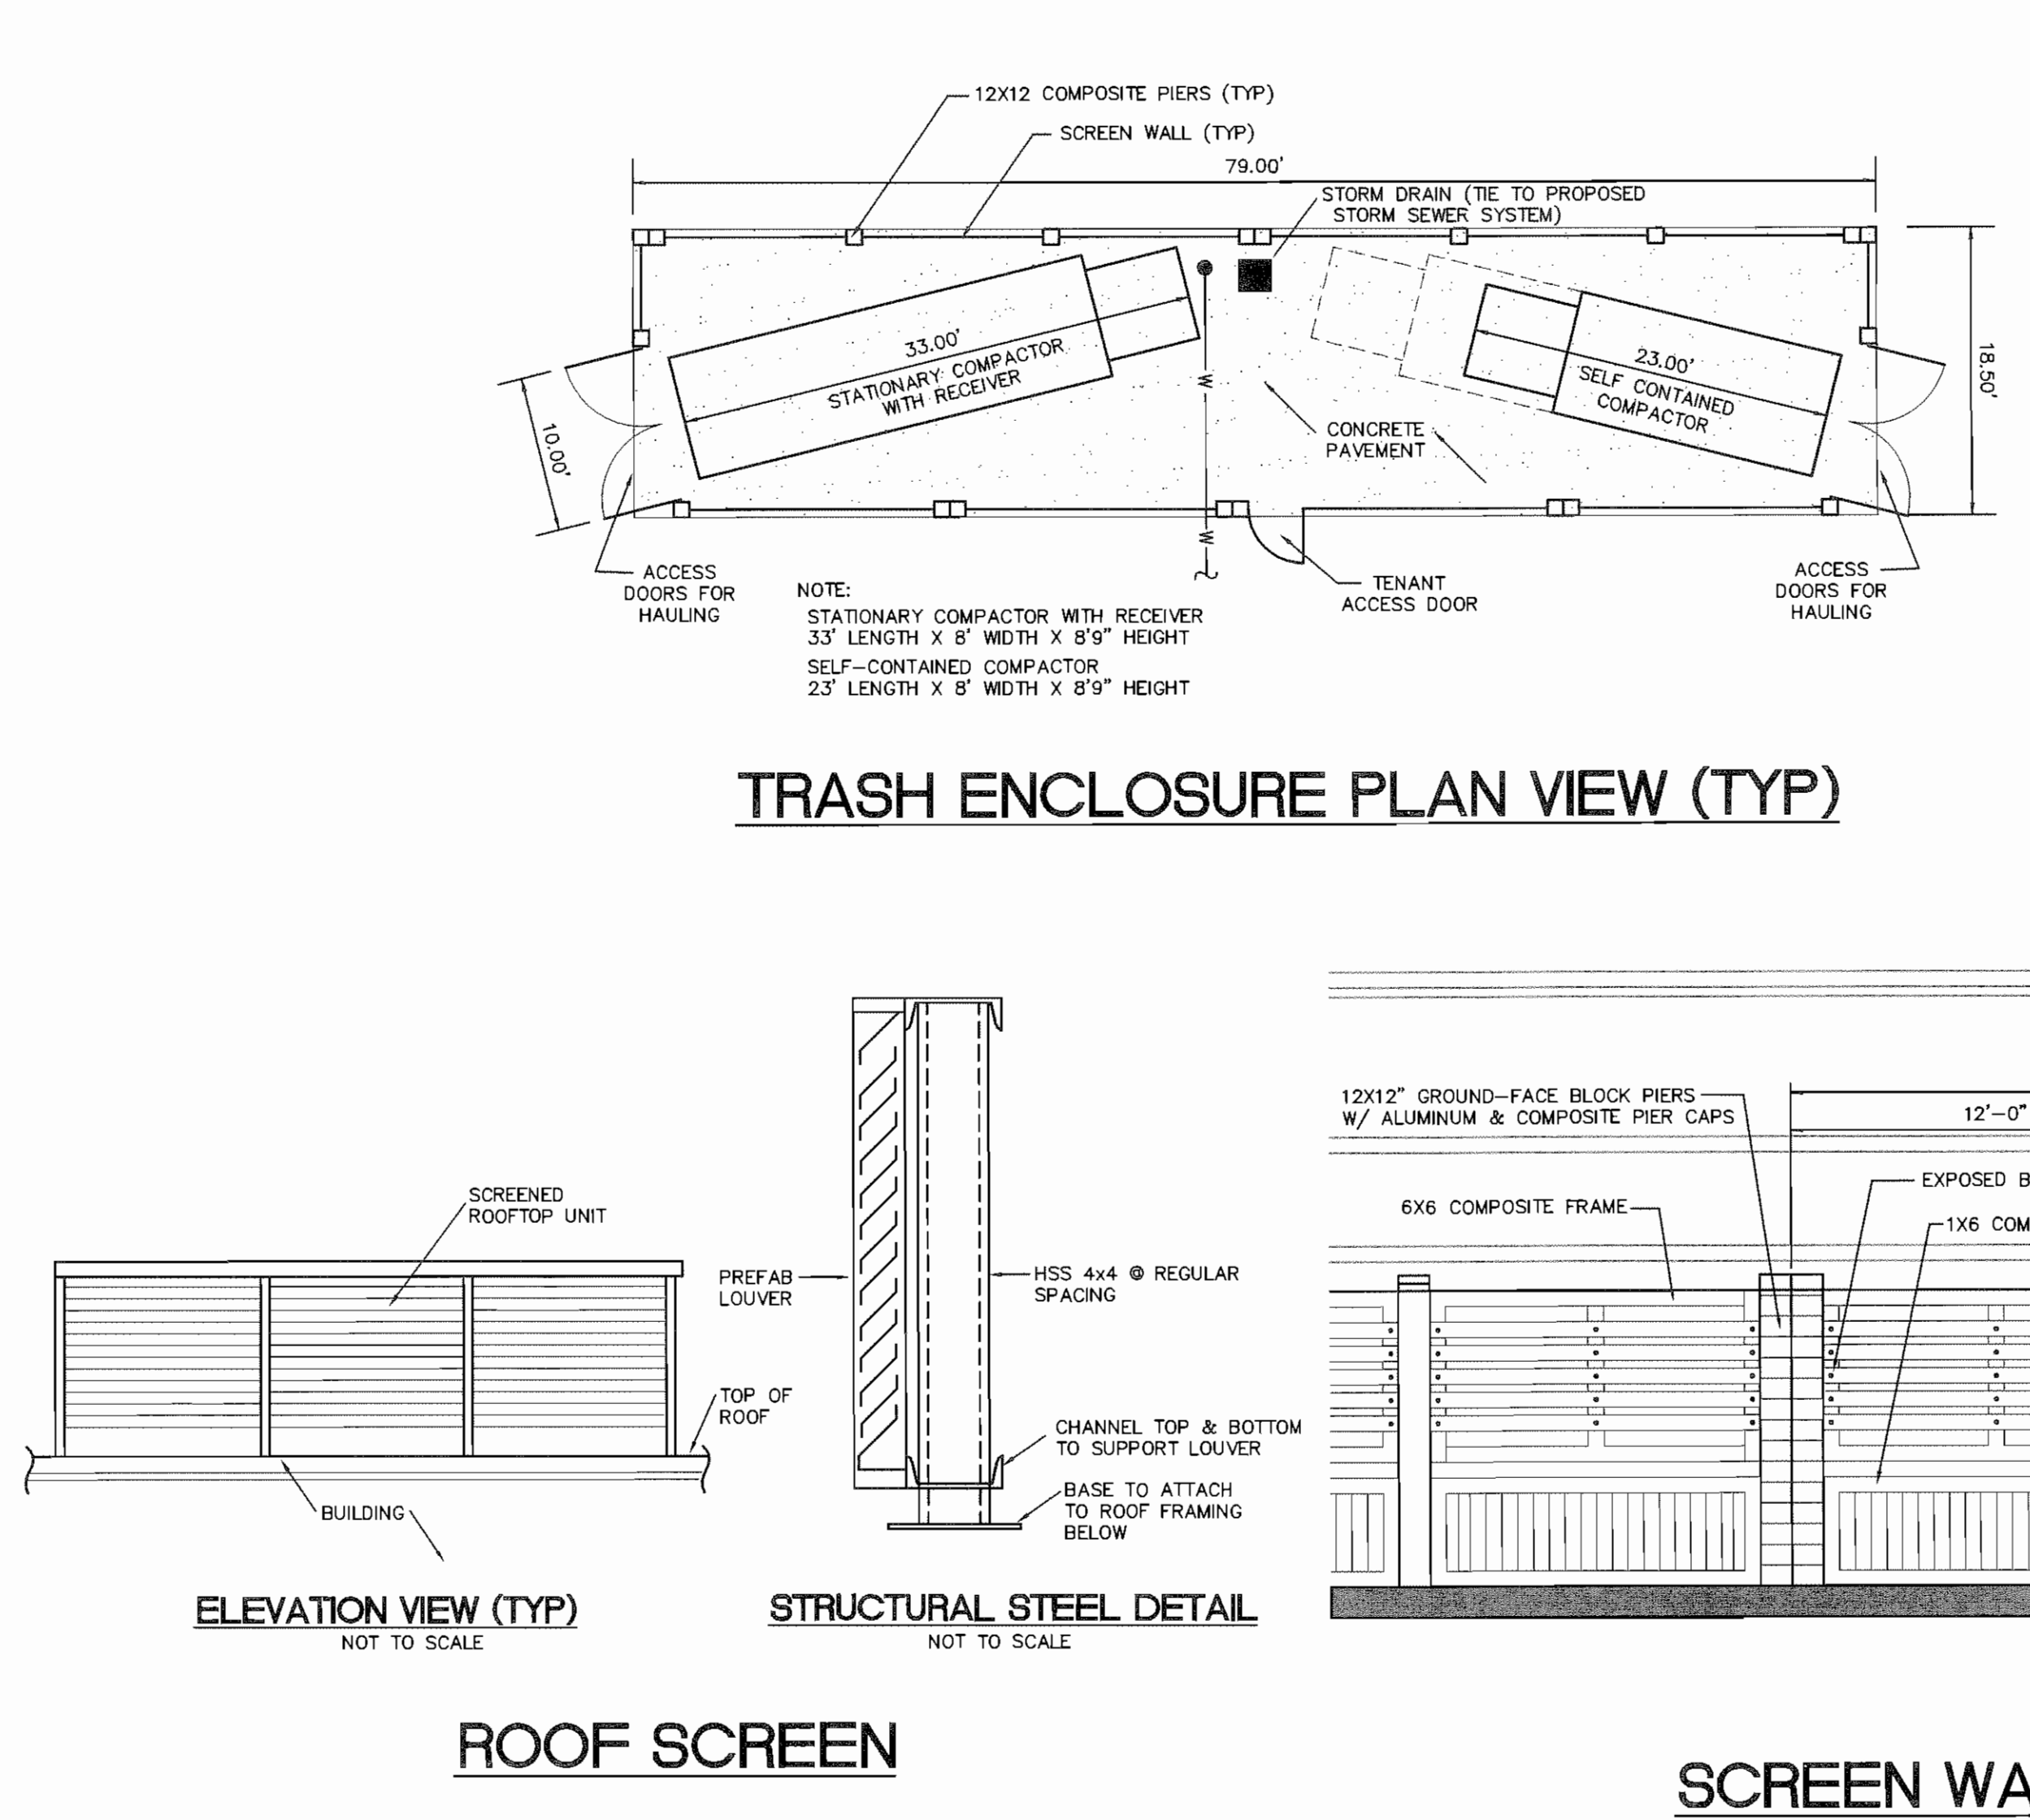 12X12 COMPOSITE PIERS (TYP)
SCREEN WALL (TYP)
79.00'
STORM DRAIN (TIE TO PROPOSED
STORM SEWER SYSTEM)
33.00'
STATIONARY COMPACTOR
WITH RECEIVER
W
W
23.00'
SELF CONTAINED
COMPACTOR
18.50'
10.00'
CONCRETE
PAVEMENT
ACCESS
DOORS FOR
HAULING
TENANT
ACCESS DOOR
ACCESS
DOORS FOR
HAULING
NOTE:
STATIONARY COMPACTOR WITH RECEIVER
33' LENGTH X 8' WIDTH X 8'9" HEIGHT
SELF-CONTAINED COMPACTOR
23' LENGTH X 8' WIDTH X 8'9" HEIGHT
TRASH ENCLOSURE PLAN VIEW (TYP)
SCREENED
ROOFTOP UNIT
TOP OF
ROOF
BUILDING
ELEVATION VIEW (TYP)
NOT TO SCALE
PREFAB
LOUVER
HSS 4x4 @ REGULAR
SPACING
CHANNEL TOP & BOTTOM
TO SUPPORT LOUVER
BASE TO ATTACH
TO ROOF FRAMING
BELOW
STRUCTURAL STEEL DETAIL
NOT TO SCALE
ROOF SCREEN
12X12" GROUND-FACE BLOCK PIERS
W/ ALUMINUM & COMPOSITE PIER CAPS
12'-0"
6X6 COMPOSITE FRAME
EXPOSED B
1X6 COM
SCREEN WA